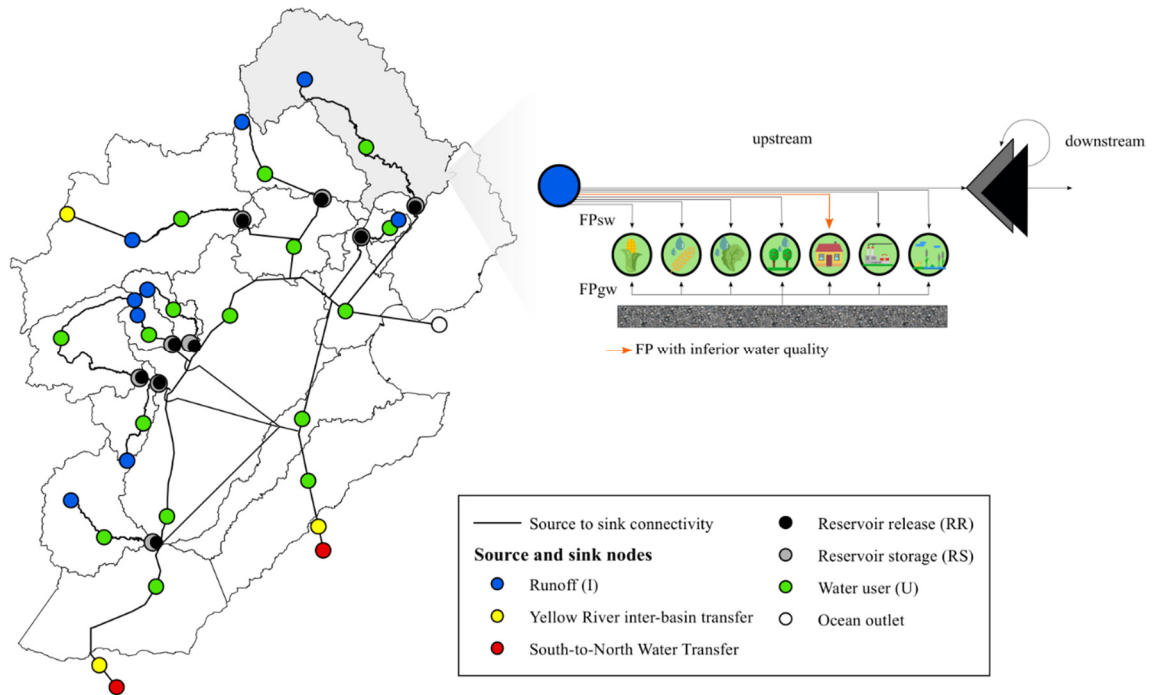 upstream
downstream
FPsw
FPgw
FP with inferior water quality
Source to sink connectivity
Source and sink nodes
Runoff (I)
Yellow River inter-basin transfer
South-to-North Water Transfer
Reservoir release (RR)
Reservoir storage (RS)
Water user (U)
Ocean outlet